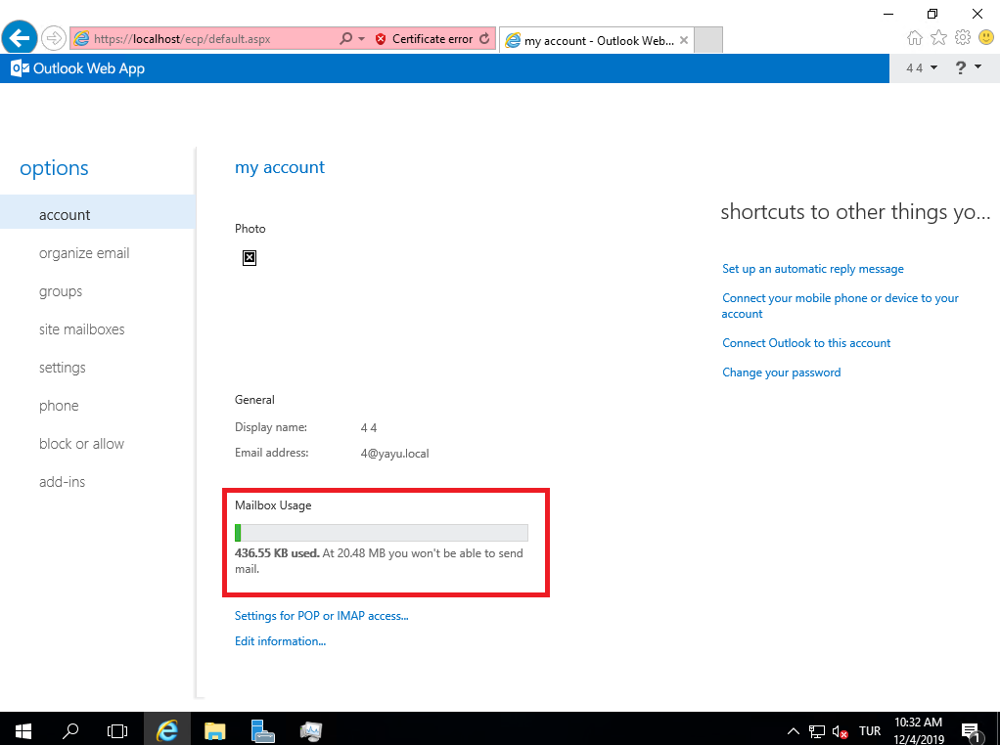 https://localhost/ecp/default.aspx
Certificate error
my account - Outlook Web...
Outlook Web App
4 4
?
options
account
organize email
groups
site mailboxes
settings
phone
block or allow
add-ins
my account
Photo
General
Display name: 4 4
Email address: 4@yayu.local
Mailbox Usage
436.55 KB used. At 20.48 MB you won't be able to send
mail.
Settings for POP or IMAP access...
Edit information...
shortcuts to other things yo...
Set up an automatic reply message
Connect your mobile phone or device to your
account
Connect Outlook to this account
Change your password
TUR
10:32 AM
12/4/2019
1